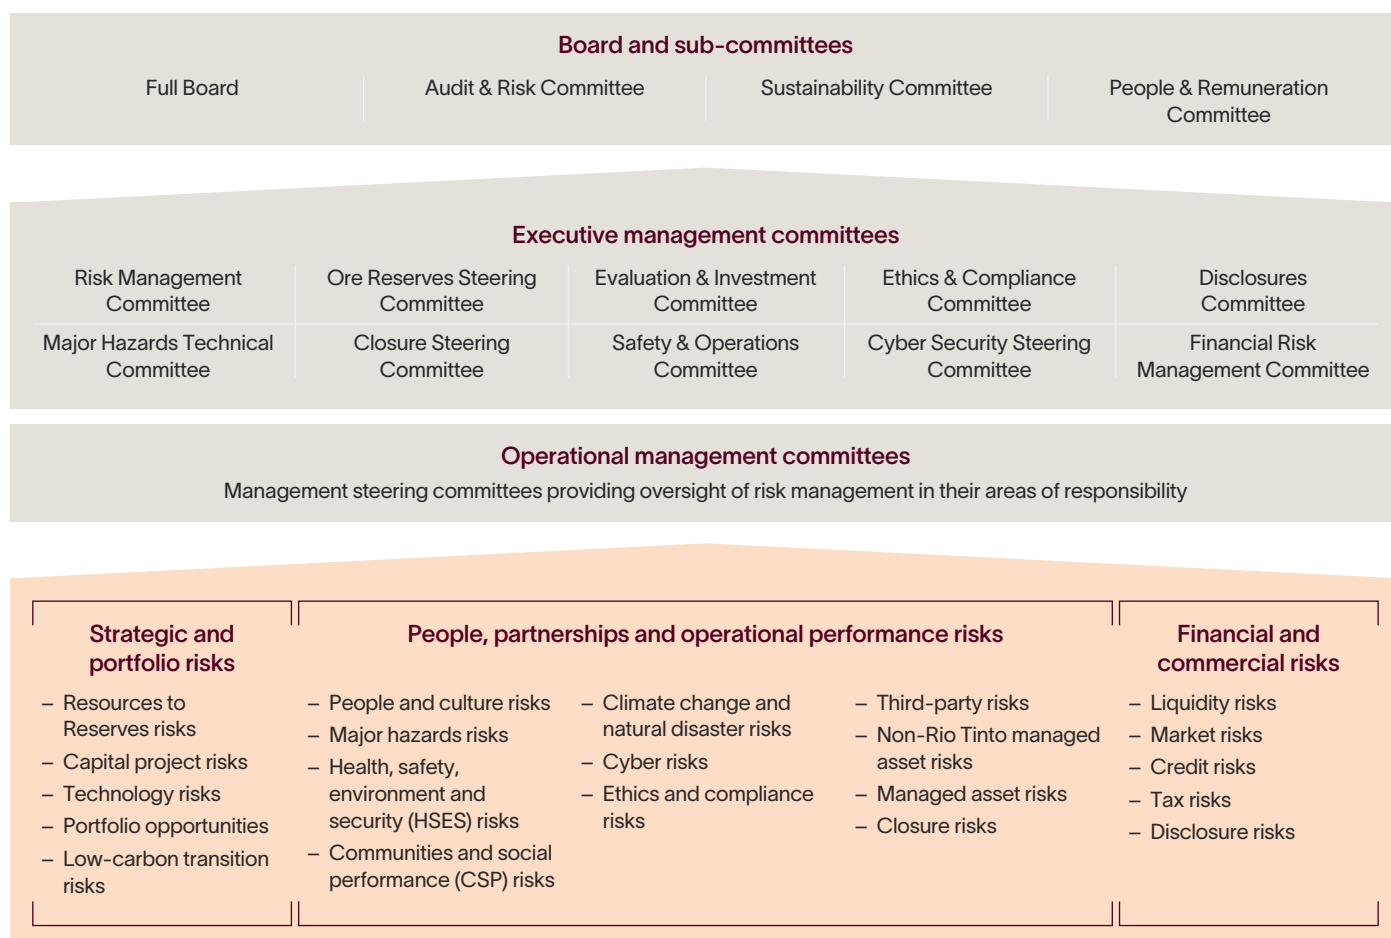 Board and sub-committees
Full Board
Audit & Risk Committee
Sustainability Committee
People & Remuneration
Committee
Executive management committees
Risk Management
Committee
Ore Reserves Steering
Committee
Evaluation & Investment
Committee
Ethics & Compliance
Committee
Disclosures
Committee
Major Hazards Technical
Committee
Closure Steering
Committee
Safety & Operations
Committee
Cyber Security Steering
Committee
Financial Risk
Management Committee
Operational management committees
Management steering committees providing oversight of risk management in their areas of responsibility
Strategic and
portfolio risks
– Resources to
Reserves risks
– Capital project risks
– Technology risks
– Portfolio opportunities
– Low-carbon transition
risks
People, partnerships and operational performance risks
– People and culture risks
– Major hazards risks
– Health, safety,
environment and
security (HSES) risks
– Communities and social
performance (CSP) risks
– Climate change and
natural disaster risks
– Cyber risks
– Ethics and compliance
risks
– Third-party risks
– Non-Rio Tinto managed
asset risks
– Managed asset risks
– Closure risks
Financial and
commercial risks
– Liquidity risks
– Market risks
– Credit risks
– Tax risks
– Disclosure risks